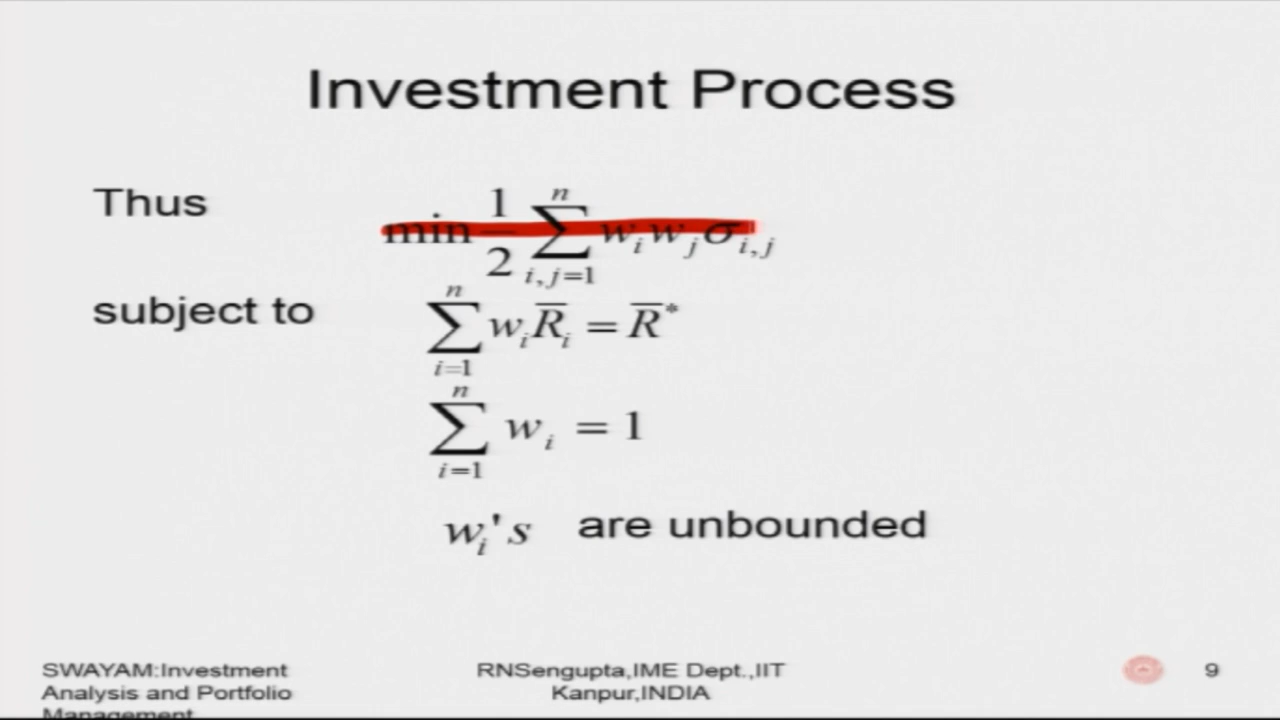 Investment Process
Thus min 1/2 ∑_{i,j=1}^{n} w_i w_j σ_{i,j}
subject to ∑_{i=1}^{n} w_i R̅_i = R̅*
∑_{i=1}^{n} w_i = 1
w_i's are unbounded
SWAYAM:Investment
Analysis and Portfolio
Management
RNSengupta,IME Dept.,IIT
Kanpur,INDIA
9